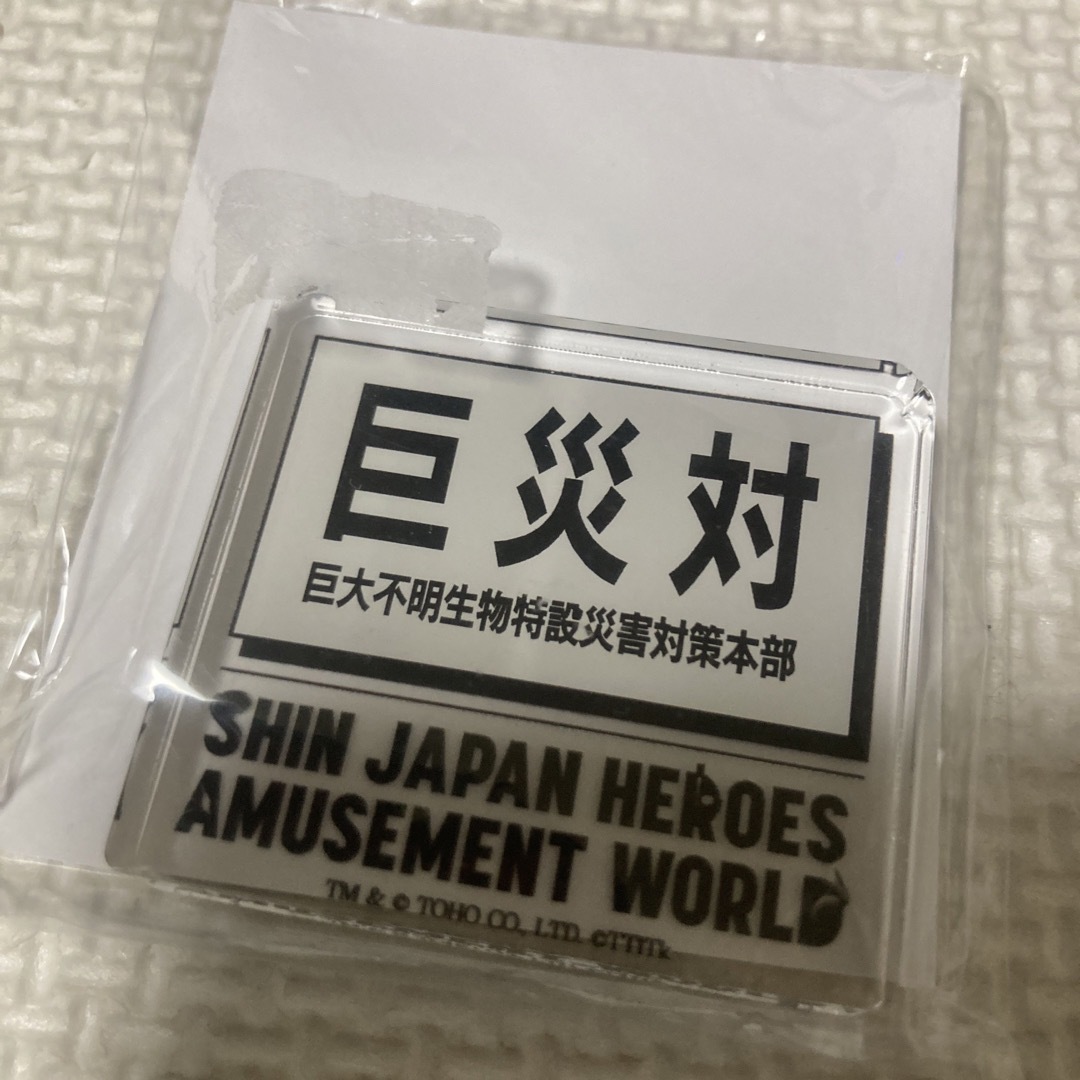 巨災対
巨大不明生物特設災害対策本部
SHIN JAPAN HEROES
AMUSEMENT WORLD
TM & © TOHO CO., LTD. ©TTITk